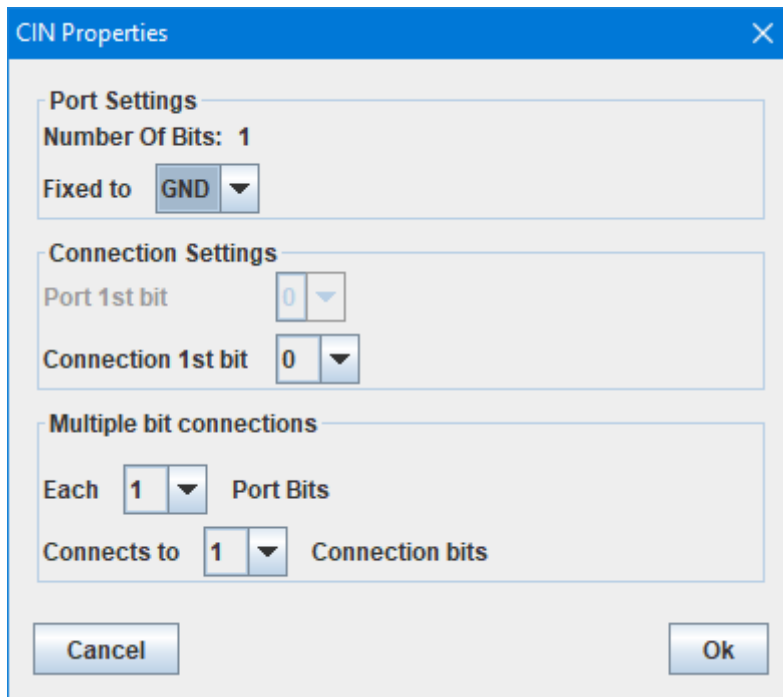 CIN Properties
Port Settings
Number Of Bits: 1
Fixed to GND
Connection Settings
Port 1st bit 0
Connection 1st bit 0
Multiple bit connections
Each 1 Port Bits
Connects to 1 Connection bits
Cancel Ok